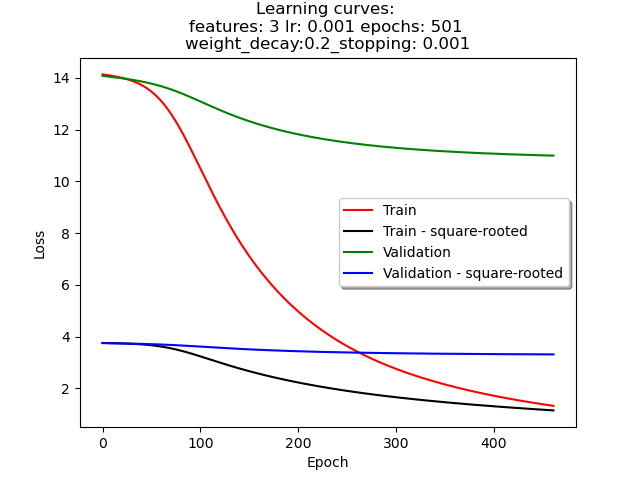 Learning curves:
features: 3 lr: 0.001 epochs: 501
weight_decay:0.2_stopping: 0.001
14
12
10
8
6
4
2
Loss
Train
Train - square-rooted
Validation
Validation - square-rooted
0
100
200
300
400
Epoch